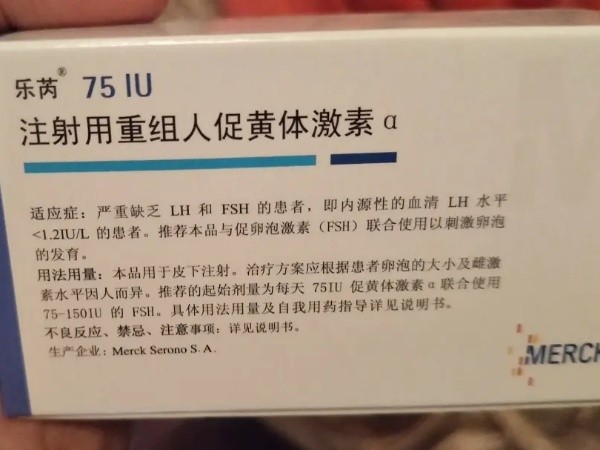 乐芮® 75 IU
注射用重组人促黄体激素α
适应症：严重缺乏 LH 和 FSH 的患者，即内源性的血清 LH 水平
<1.2IU/L 的患者。推荐本品与促卵泡激素（FSH）联合使用以刺激卵泡
的发育。
用法用量：本品用于皮下注射。治疗方案应根据患者卵泡的大小及雌激
素水平因人而异。推荐的起始剂量为每天 75IU 促黄体激素α联合使用
75-150IU 的 FSH。具体用法用量及自我用药指导详见说明书。
不良反应、禁忌、注意事项：详见说明书。
生产企业：Merck Serono S.A.
MERCK